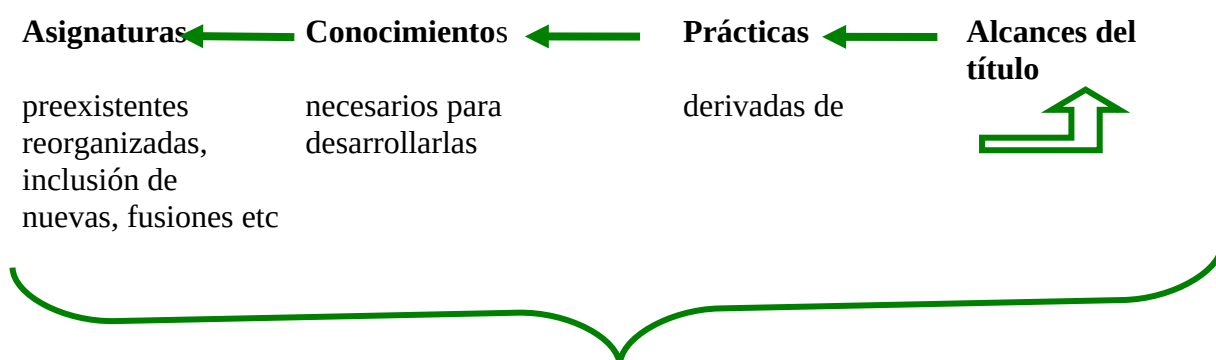 Asignaturas Conocimientos Prácticas Alcances del
título
preexistentes necesarios para derivadas de
reorganizadas, desarrollarlas
inclusión de
nuevas, fusiones etc